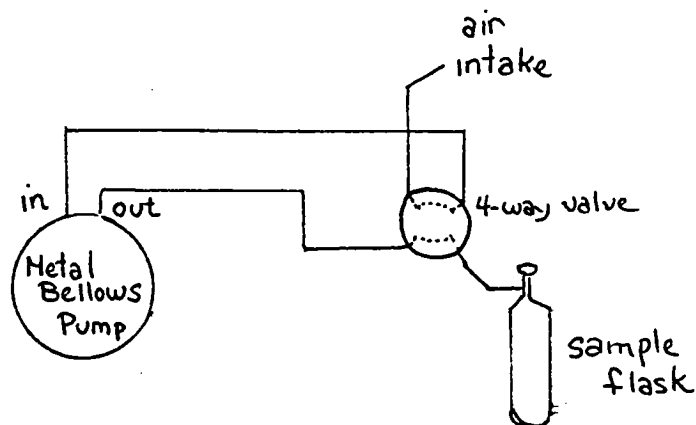 air
intake
in
out
4-way valve
Metal
Bellows
Pump
sample
flask